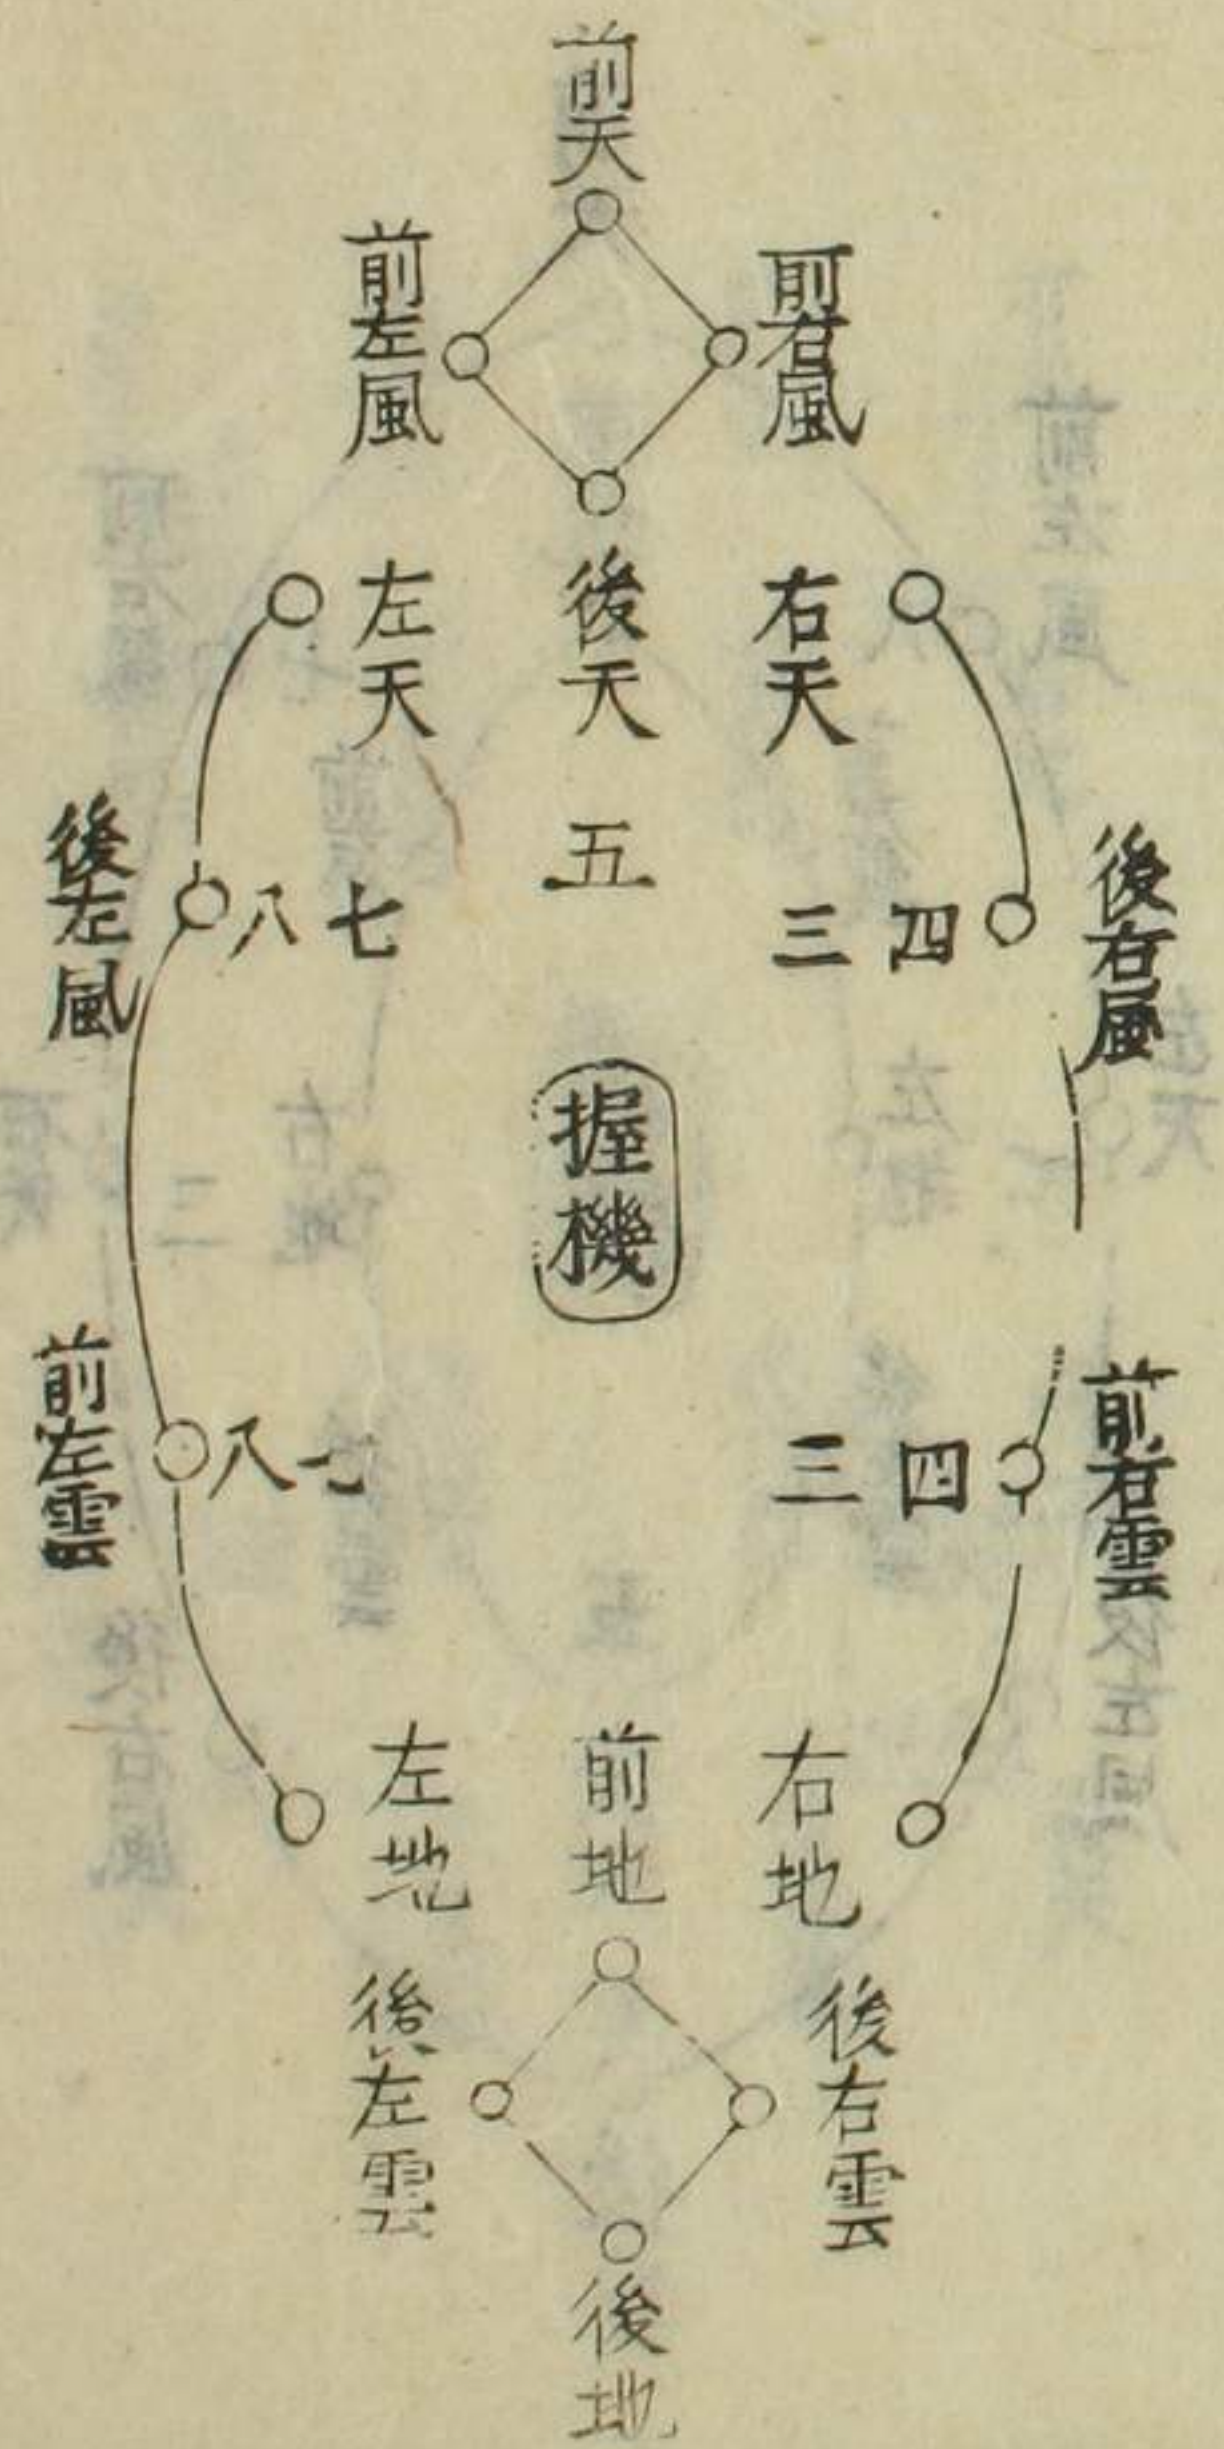 前天
前右風
前左風
右天
後天
左天
後右風
五
後左風
四
三
七
八
握機
前右雲
前左雲
四
三
七
八
右地
前地
左地
後右雲
後左雲
後地